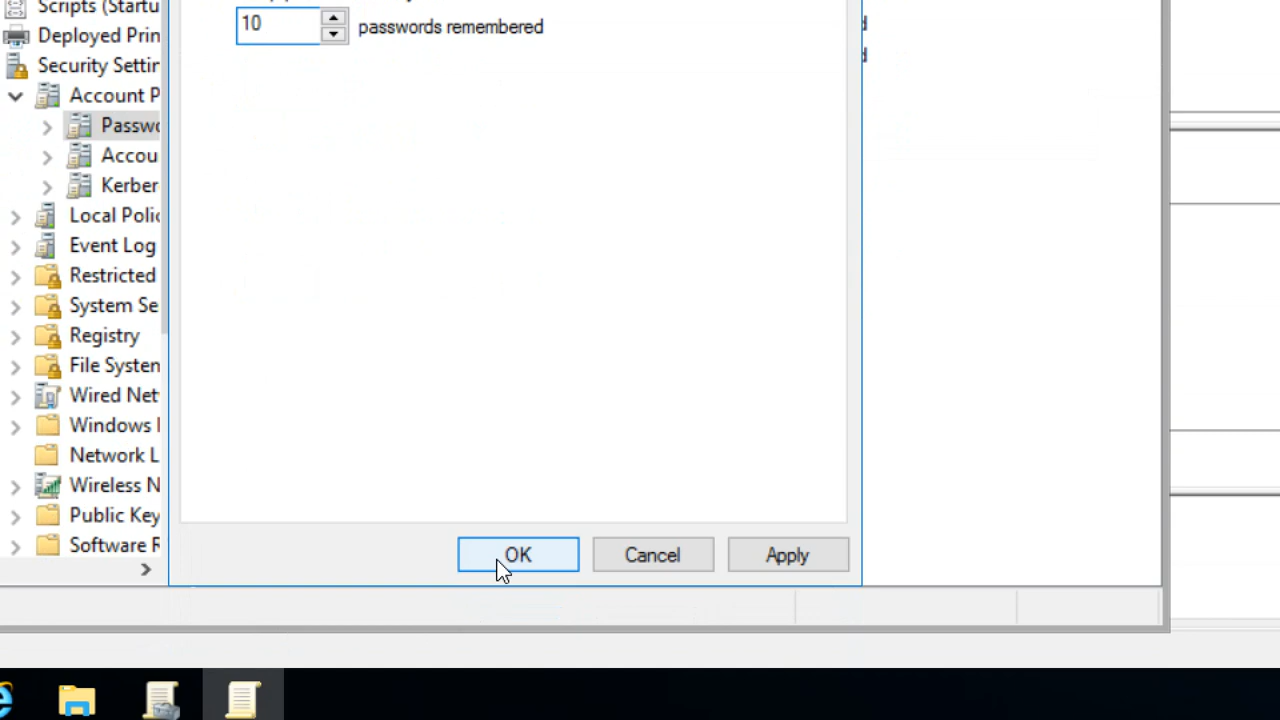 Scripts (Startu
10
passwords remembered
Deployed Prin
Security Settin
Account P
Passwo
Accou
Kerber
Local Polic
Event Log
Restricted
System Se
Registry
File System
Wired Net
Windows
Network L
Wireless N
Public Key
Software R
OK
Cancel
Apply